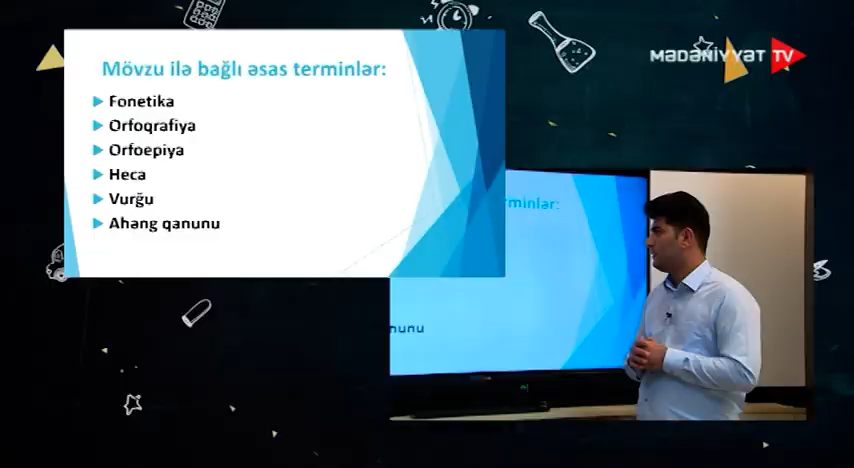 Mövzu ilə bağlı əsas terminlər:
Fonetika
Orfoqrafiya
Orfoepiya
Heca
Vurğu
Ahəng qanunu
MəDəNİYYəT TV
rminlər:
nunu